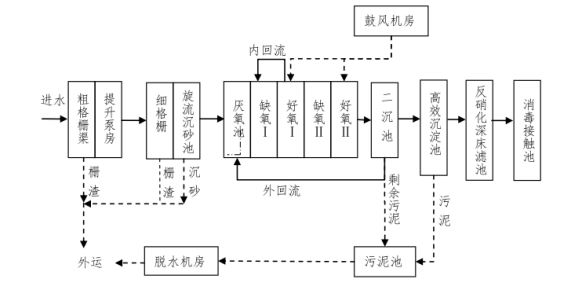 鼓风机房
内回流
进水
粗格栅渠
提升泵房
细格栅
旋流沉砂池
厌氧池
缺氧Ⅰ
好氧Ⅰ
缺氧Ⅱ
好氧Ⅱ
二沉池
高效沉淀池
反硝化深床滤池
消毒接触池
栅渣
栅渣
沉砂
外回流
剩余污泥
污泥
外运
脱水机房
污泥池